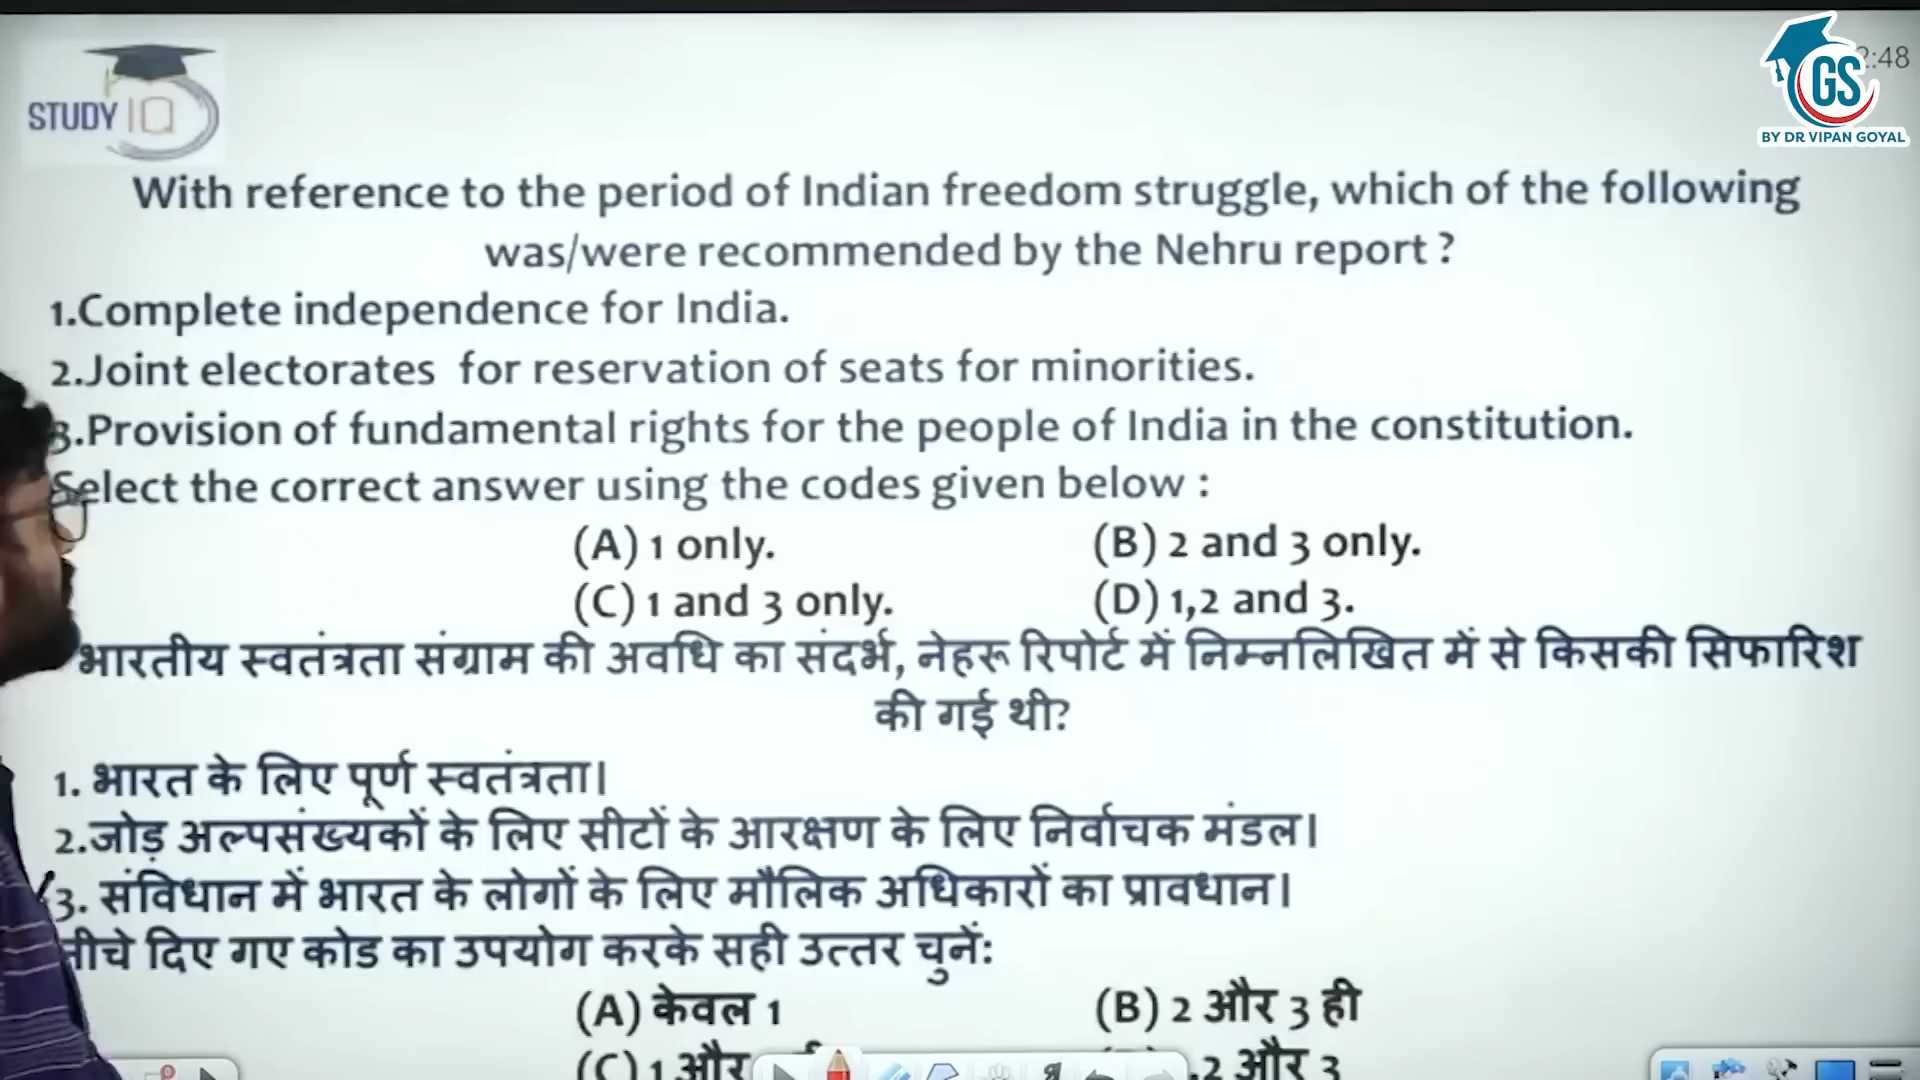 STUDY IQ
GS
:48
BY DR VIPAN GOYAL
With reference to the period of Indian freedom struggle, which of the following
was/were recommended by the Nehru report ?
1.Complete independence for India.
2.Joint electorates for reservation of seats for minorities.
3.Provision of fundamental rights for the people of India in the constitution.
Select the correct answer using the codes given below :
(A) 1 only. (B) 2 and 3 only.
(C) 1 and 3 only. (D) 1,2 and 3.
भारतीय स्वतंत्रता संग्राम की अवधि का संदर्भ, नेहरू रिपोर्ट में निम्नलिखित में से किसकी सिफारिश
की गई थी?
1. भारत के लिए पूर्ण स्वतंत्रता।
2.जोड़ अल्पसंख्यकों के लिए सीटों के आरक्षण के लिए निर्वाचक मंडल।
3. संविधान में भारत के लोगों के लिए मौलिक अधिकारों का प्रावधान।
नीचे दिए गए कोड का उपयोग करके सही उत्तर चुनें:
(A) केवल 1 (B) 2 और 3 ही
(C) 1 और ,2 और 3